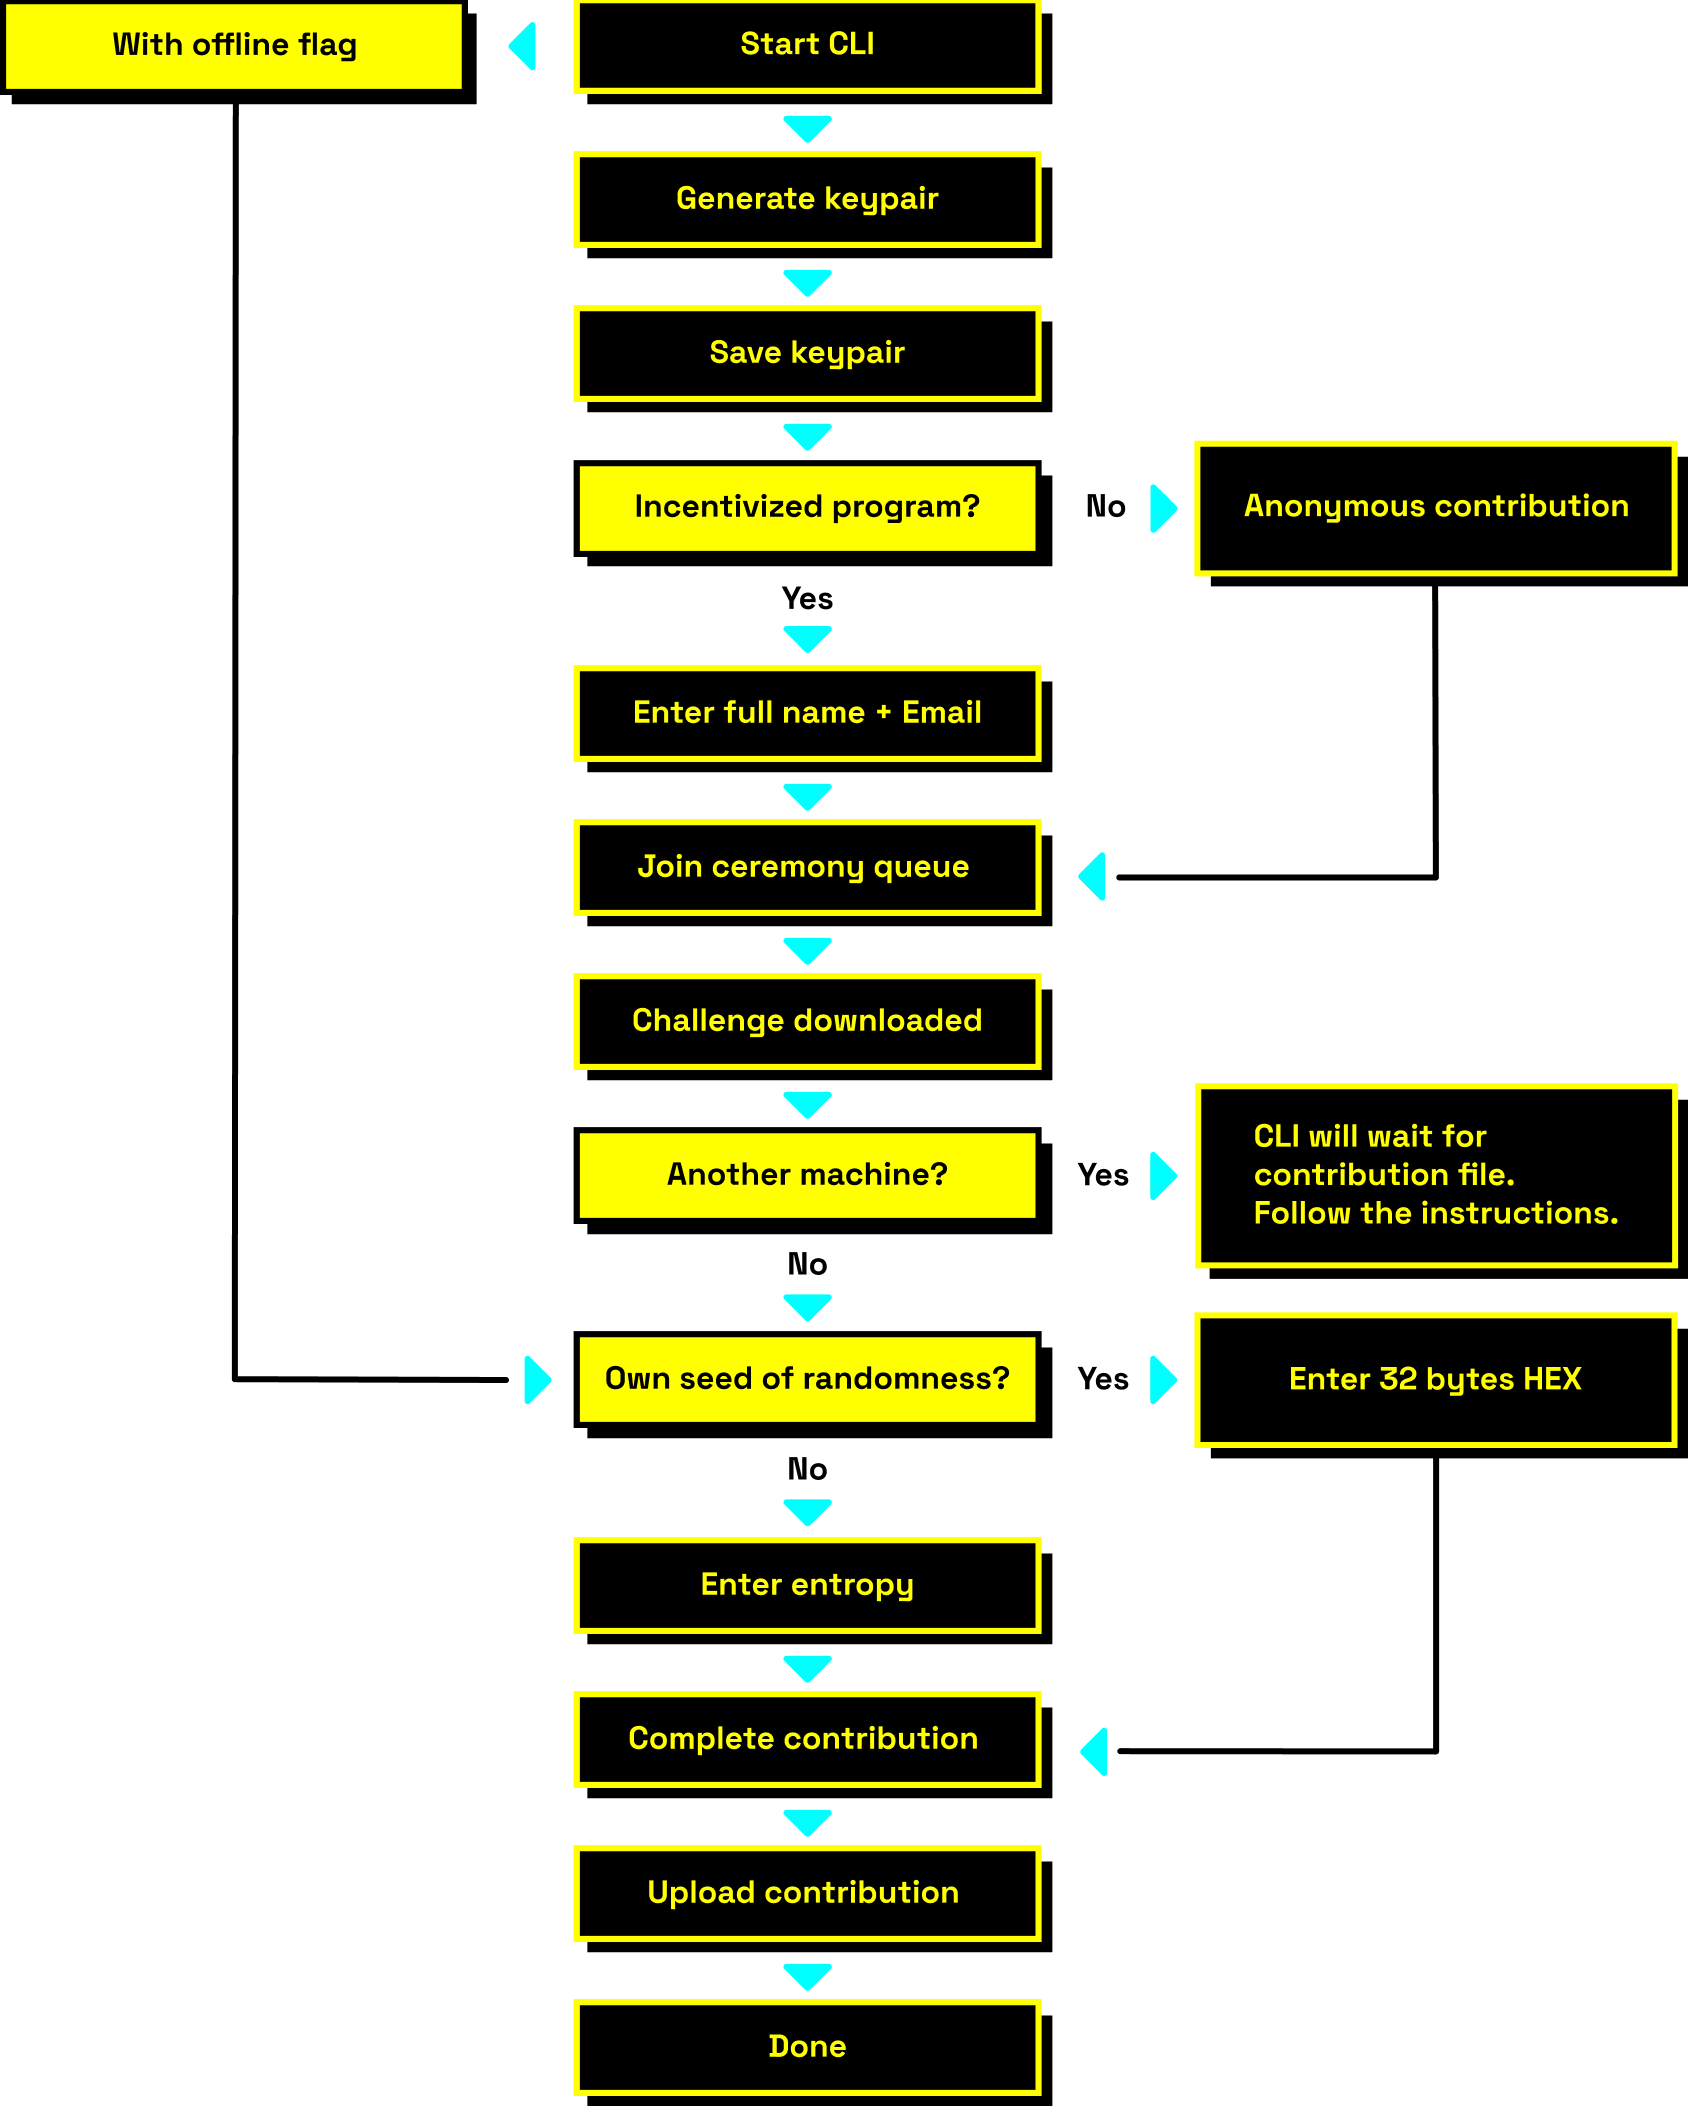 With offline flag
Start CLI
Generate keypair
Save keypair
Incentivized program?
No
Anonymous contribution
Yes
Enter full name + Email
Join ceremony queue
Challenge downloaded
Another machine?
Yes
CLI will wait for
contribution file.
Follow the instructions.
No
Own seed of randomness?
Yes
Enter 32 bytes HEX
No
Enter entropy
Complete contribution
Upload contribution
Done